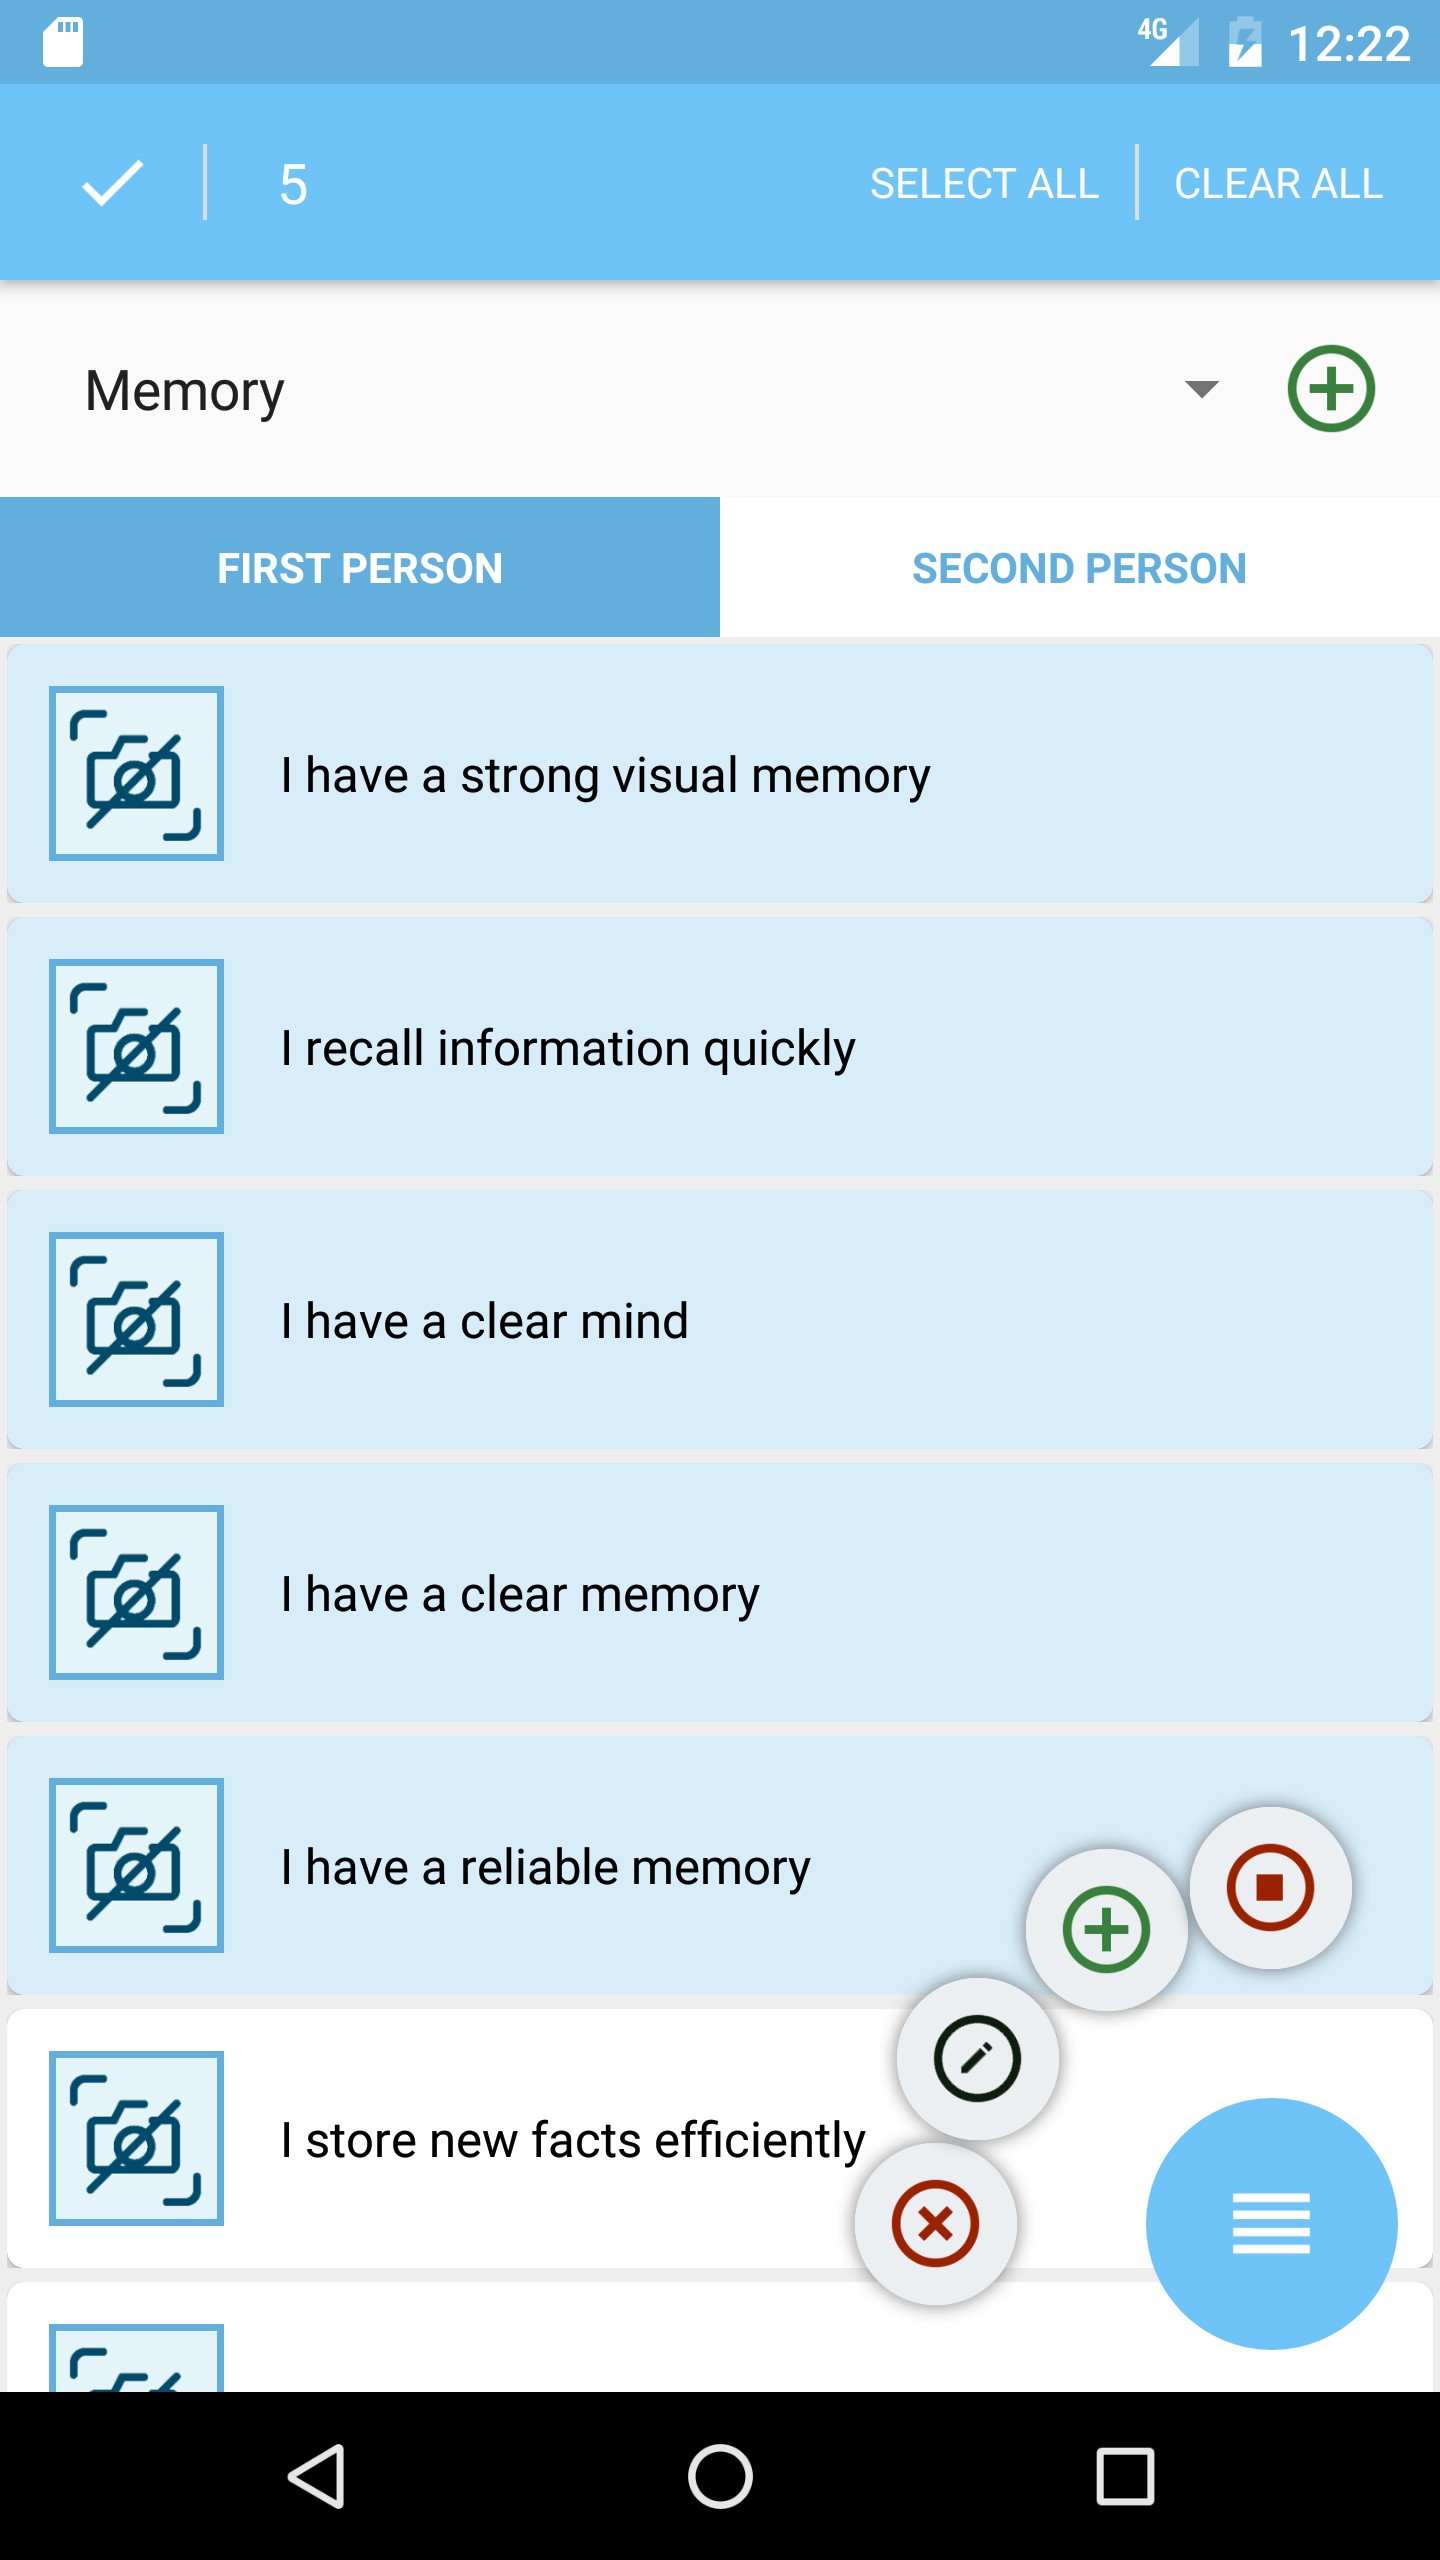 4G 12:22
5 SELECT ALL CLEAR ALL
Memory
FIRST PERSON SECOND PERSON
I have a strong visual memory
I recall information quickly
I have a clear mind
I have a clear memory
I have a reliable memory
I store new facts efficiently